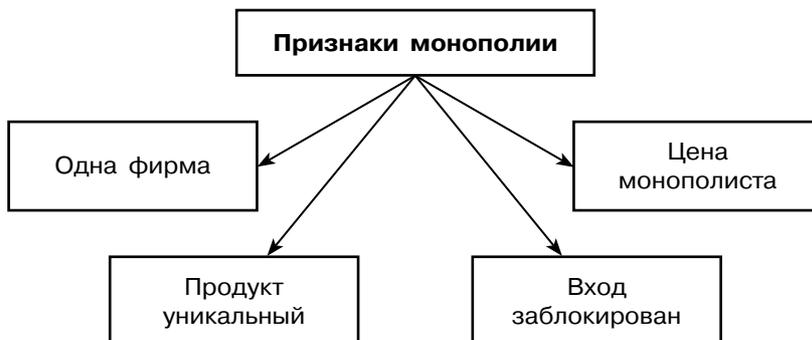 Признаки монополии
Одна фирма
Цена
монополиста
Продукт
уникальный
Вход
заблокирован